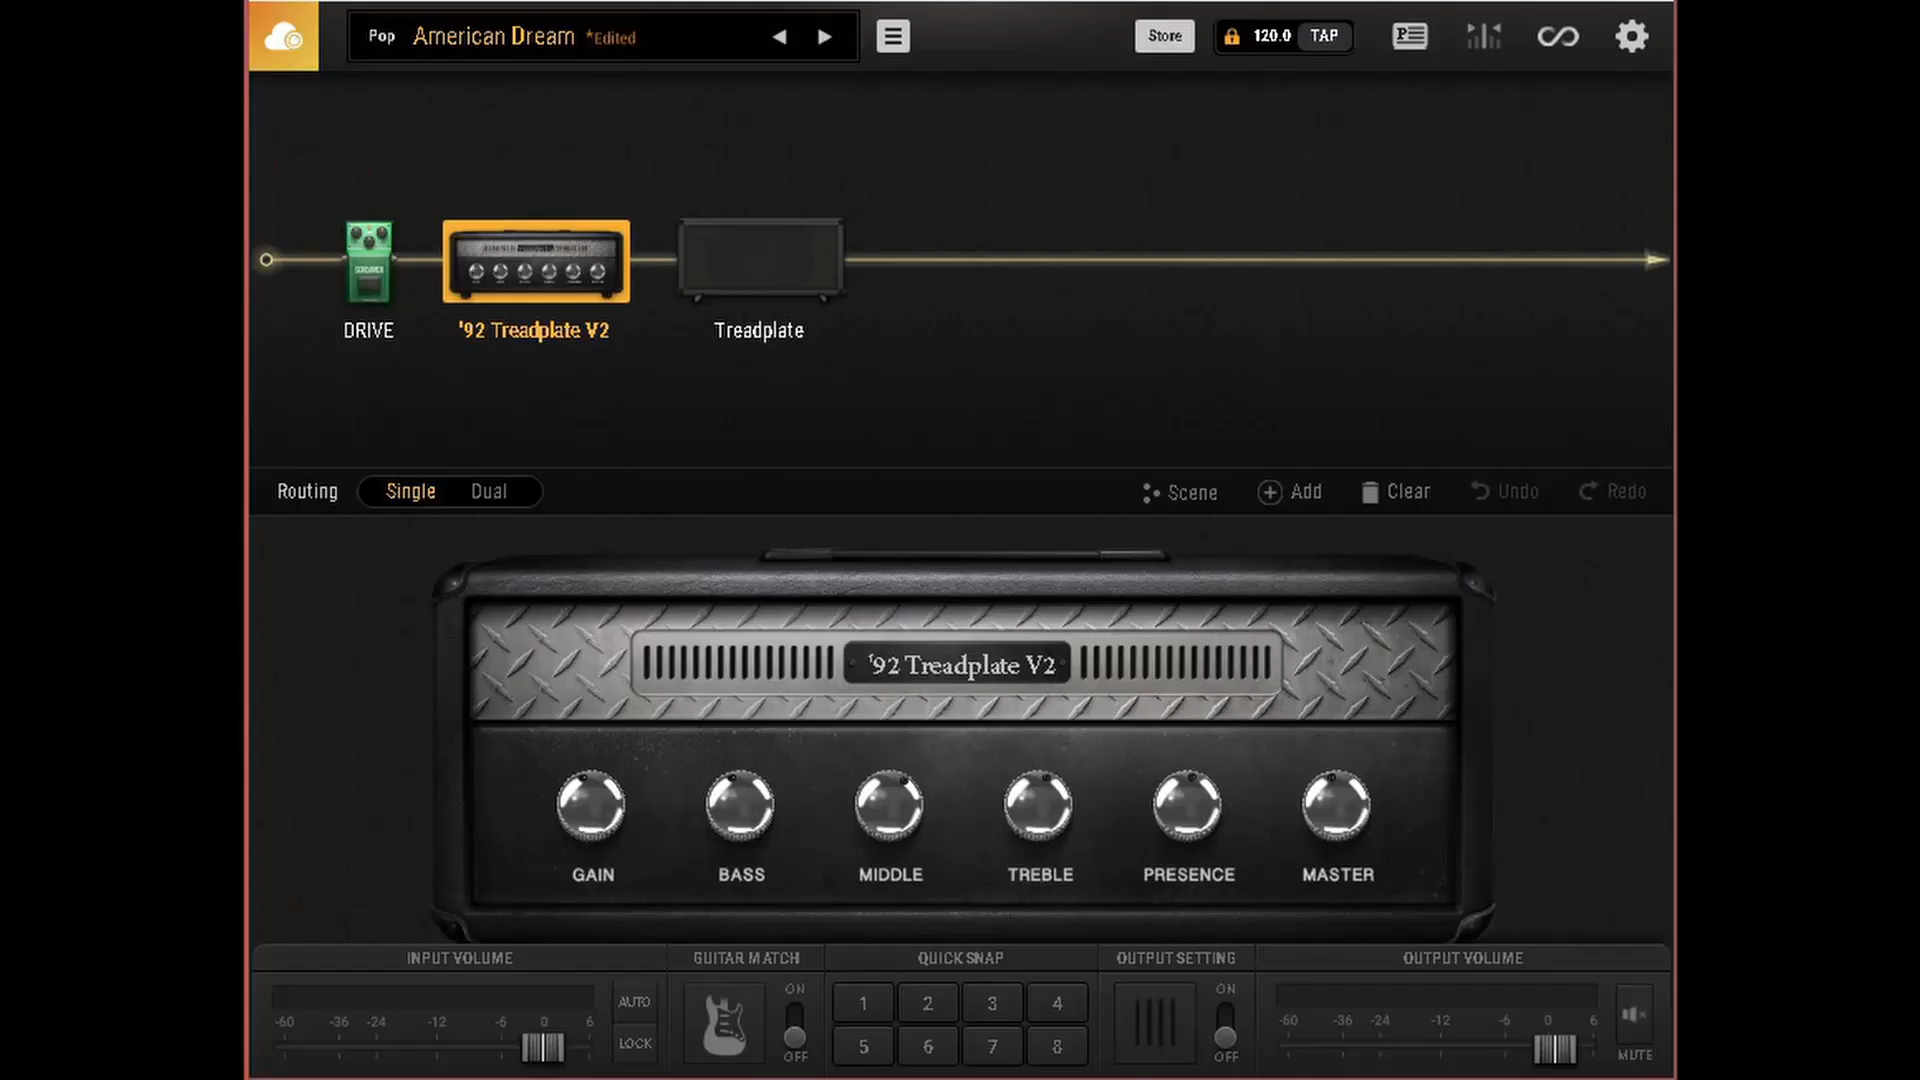 Pop American Dream *Edited
Store 120.0 TAP
P
SCREAMER
DRIVE '92 Treadplate V2 Treadplate
Routing Single Dual Scene Add Clear Undo Redo
'92 Treadplate V2
GAIN BASS MIDDLE TREBLE PRESENCE MASTER
INPUT VOLUME GUITAR MATCH QUICK SNAP OUTPUT SETTING OUTPUT VOLUME
-60 -36 -24 -12 -6 0 6
AUTO
LOCK
ON
OFF
1 2 3 4
5 6 7 8
ON
OFF
-60 -36 -24 -12 -6 0 6
MUTE